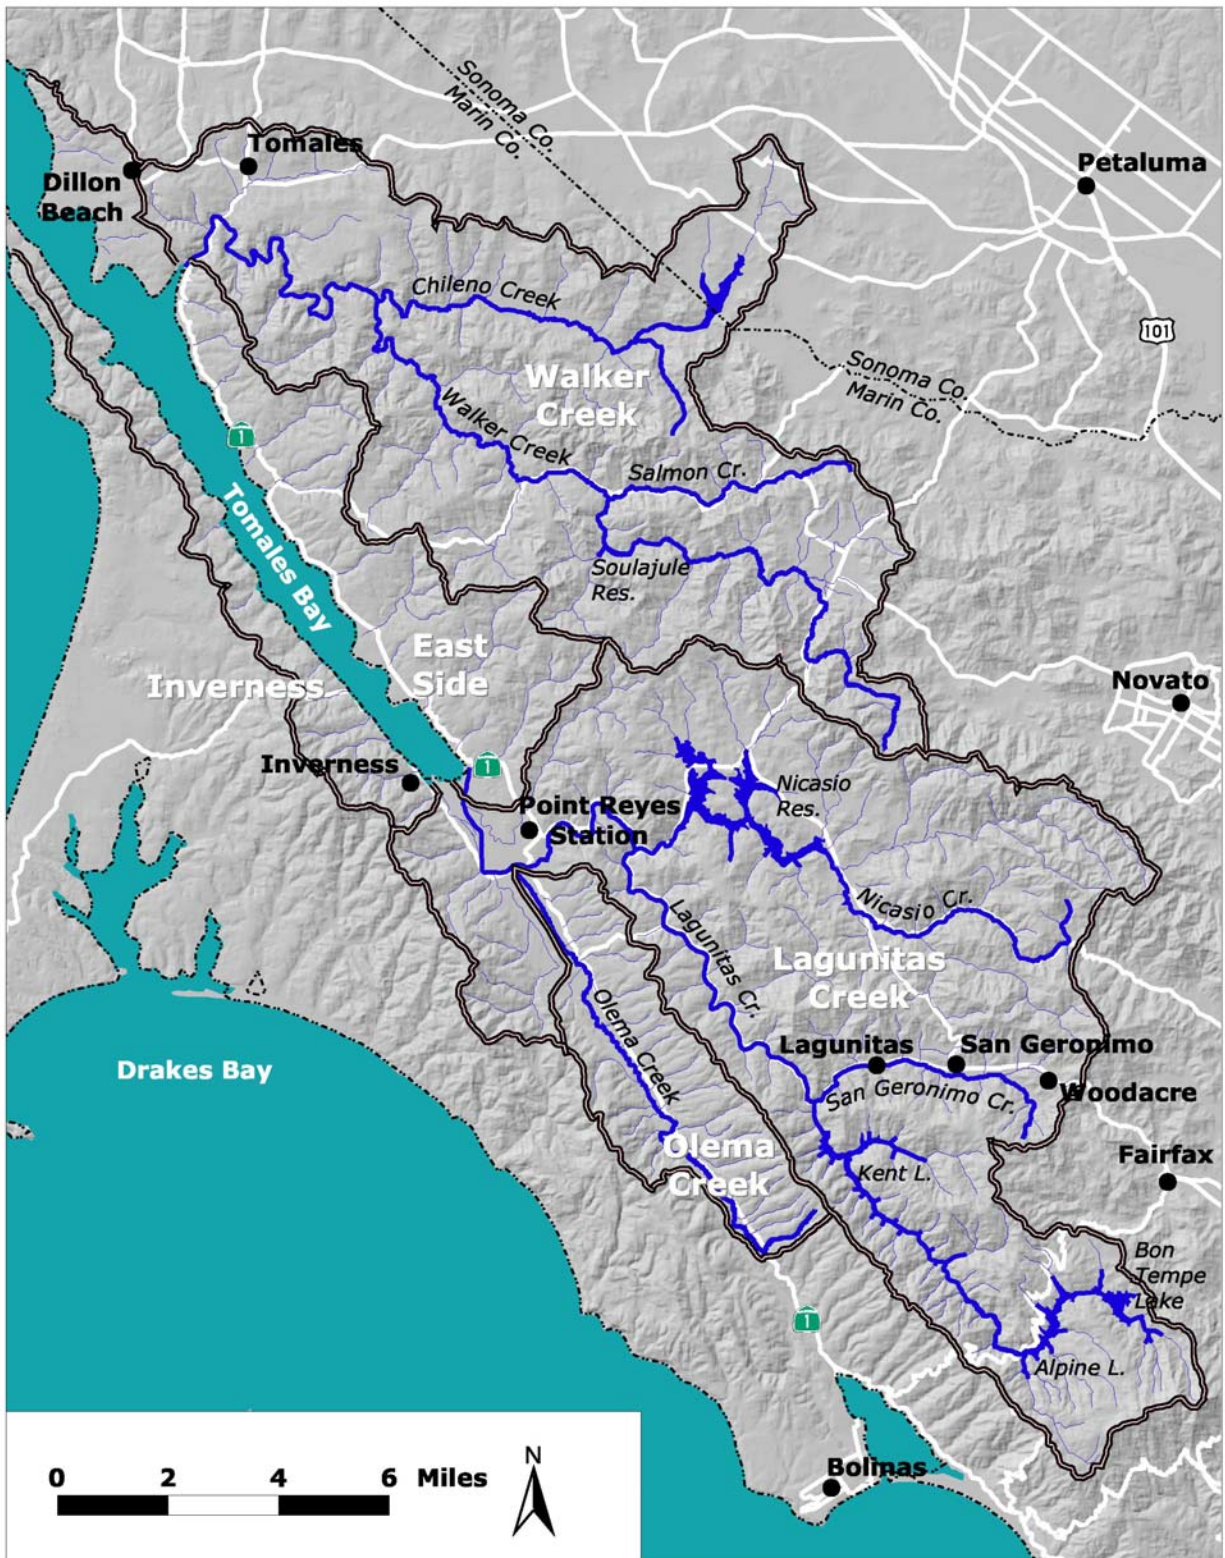 Sonoma Co.
Marin Co.
Tomales
Petaluma
Dillon
Beach
Chileno Creek
101
Sonoma Co.
Marin Co.
Walker
Creek
Walker Creek
1
Salmon Cr.
Tomales Bay
Soulajule
Res.
East
Side
Inverness
Novato
Inverness
1
Nicasio
Res.
Point Reyes
Station
Nicasio Cr.
Lagunitas Cr.
Lagunitas
Creek
Olema Creek
Lagunitas
San Geronimo
Drakes Bay
San Geronimo Cr.
Woodacre
Olema
Creek
Kent L.
Fairfax
Bon
Tempe
Lake
1
Alpine L.
Bolinas
0 2 4 6 Miles
N